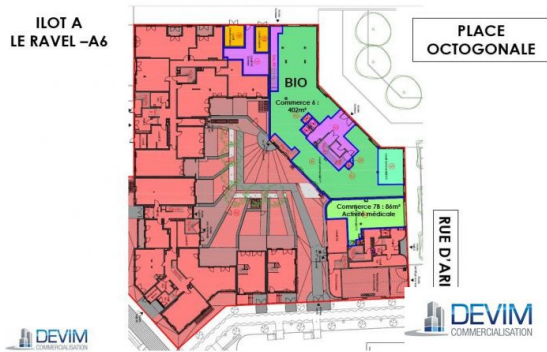 ILOT A
LE RAVEL –A6
PLACE
OCTOGONALE
BIO
Commerce 6 :
402m²
Commerce 7B : 86m²
Activité médicale
RUE D'ARI
DEVIM
COMMERCIALISATION
DEVIM
COMMERCIALISATION